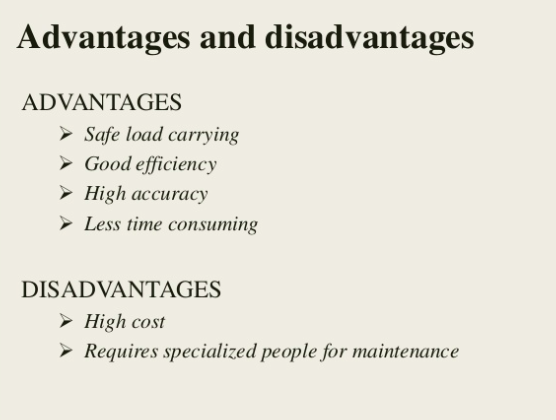 Advantages and disadvantages
ADVANTAGES
➢ Safe load carrying
➢ Good efficiency
➢ High accuracy
➢ Less time consuming
DISADVANTAGES
➢ High cost
➢ Requires specialized people for maintenance